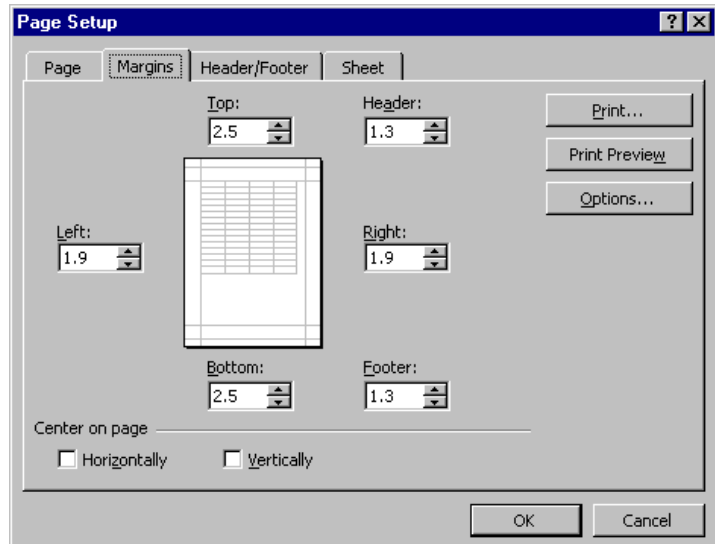 Page Setup
Page Margins Header/Footer Sheet
Top: Header:
2.5 1.3
Print...
Print Preview
Options...
Left: Right:
1.9 1.9
Bottom: Footer:
2.5 1.3
Center on page
Horizontally Vertically
OK Cancel